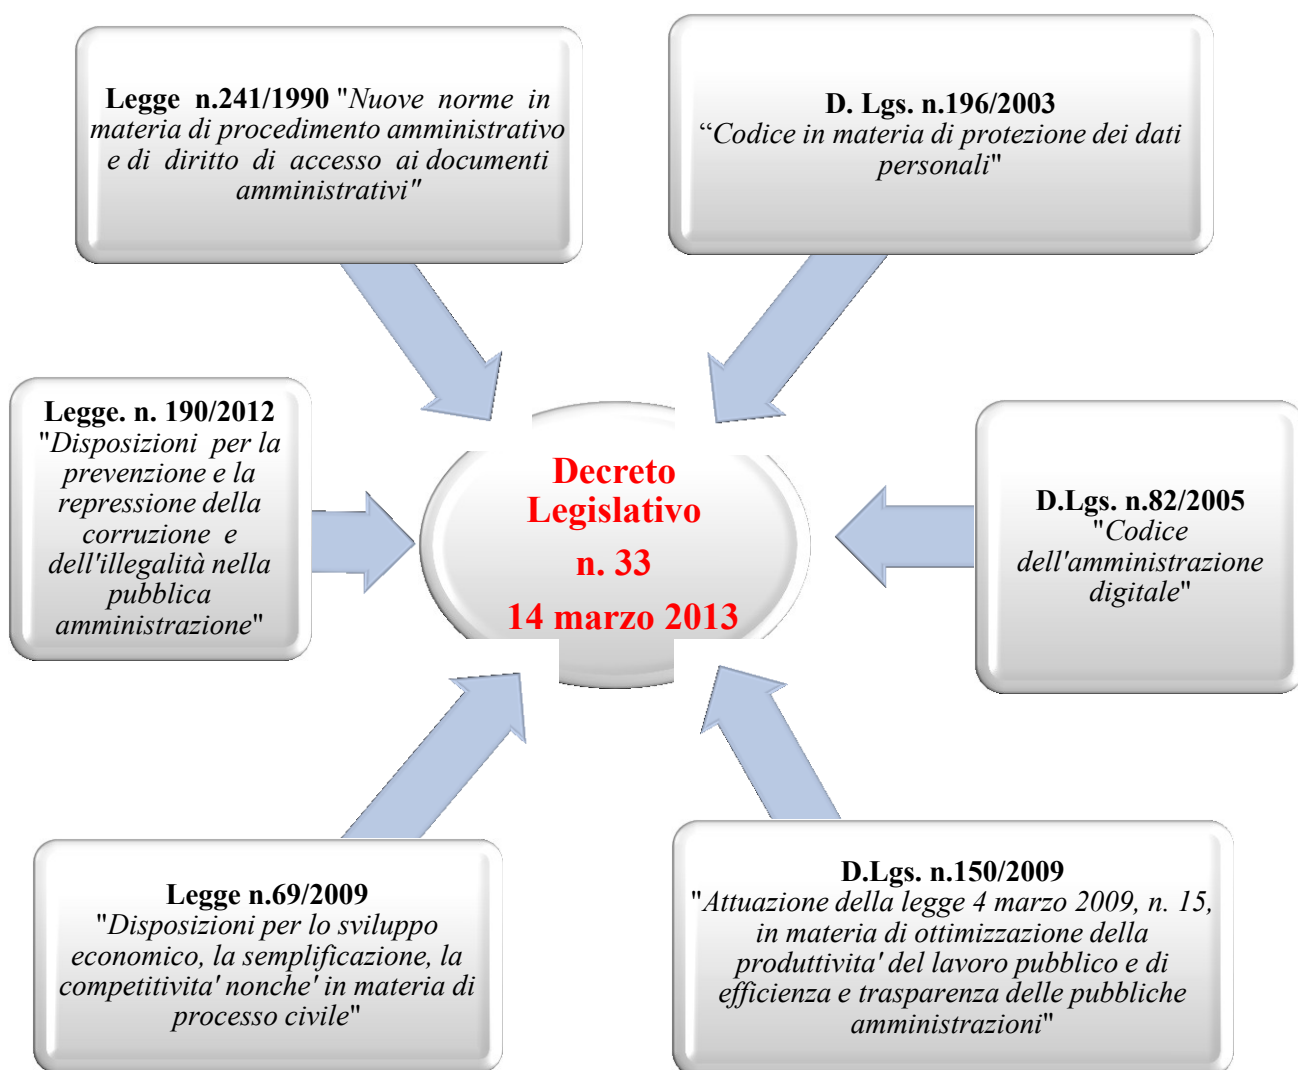 Legge n.241/1990 "Nuove norme in
materia di procedimento amministrativo
e di diritto di accesso ai documenti
amministrativi"
D. Lgs. n.196/2003
“Codice in materia di protezione dei dati
personali"
Legge. n. 190/2012
"Disposizioni per la
prevenzione e la
repressione della
corruzione e
dell'illegalità nella
pubblica
amministrazione"
Decreto
Legislativo
n. 33
14 marzo 2013
D.Lgs. n.82/2005
"Codice
dell'amministrazione
digitale"
Legge n.69/2009
"Disposizioni per lo sviluppo
economico, la semplificazione, la
competitivita' nonche' in materia di
processo civile"
D.Lgs. n.150/2009
"Attuazione della legge 4 marzo 2009, n. 15,
in materia di ottimizzazione della
produttivita' del lavoro pubblico e di
efficienza e trasparenza delle pubbliche
amministrazioni"